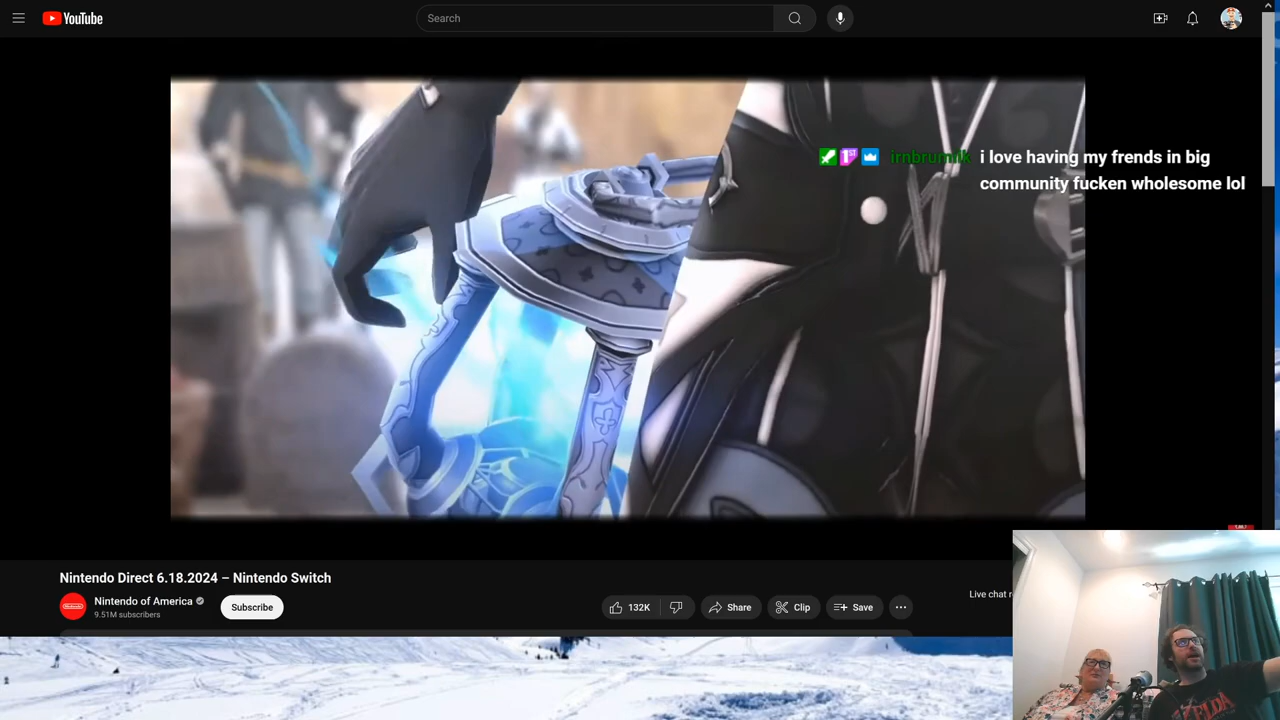 YouTube
Search
irnbrumrik i love having my frends in big
community fucken wholesome lol
Nintendo Direct 6.18.2024 – Nintendo Switch
Nintendo of America
9.51M subscribers
Subscribe
132K
Share
Clip
Save
Live chat r
ZELDA